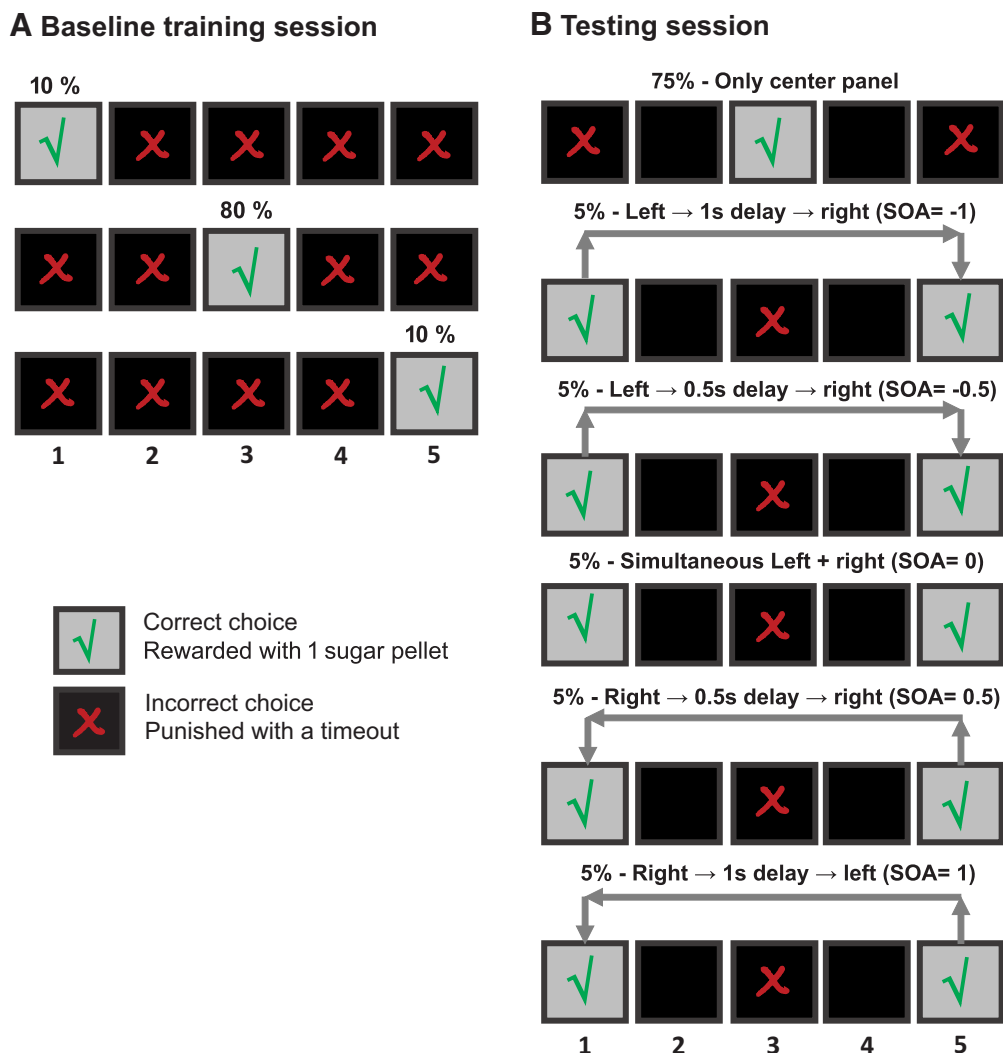 A Baseline training session
10 %
80 %
10 %
1 2 3 4 5
Correct choice
Rewarded with 1 sugar pellet
Incorrect choice
Punished with a timeout
B Testing session
75% - Only center panel
5% - Left → 1s delay → right (SOA= -1)
5% - Left → 0.5s delay → right (SOA= -0.5)
5% - Simultaneous Left + right (SOA= 0)
5% - Right → 0.5s delay → right (SOA= 0.5)
5% - Right → 1s delay → left (SOA= 1)
1 2 3 4 5